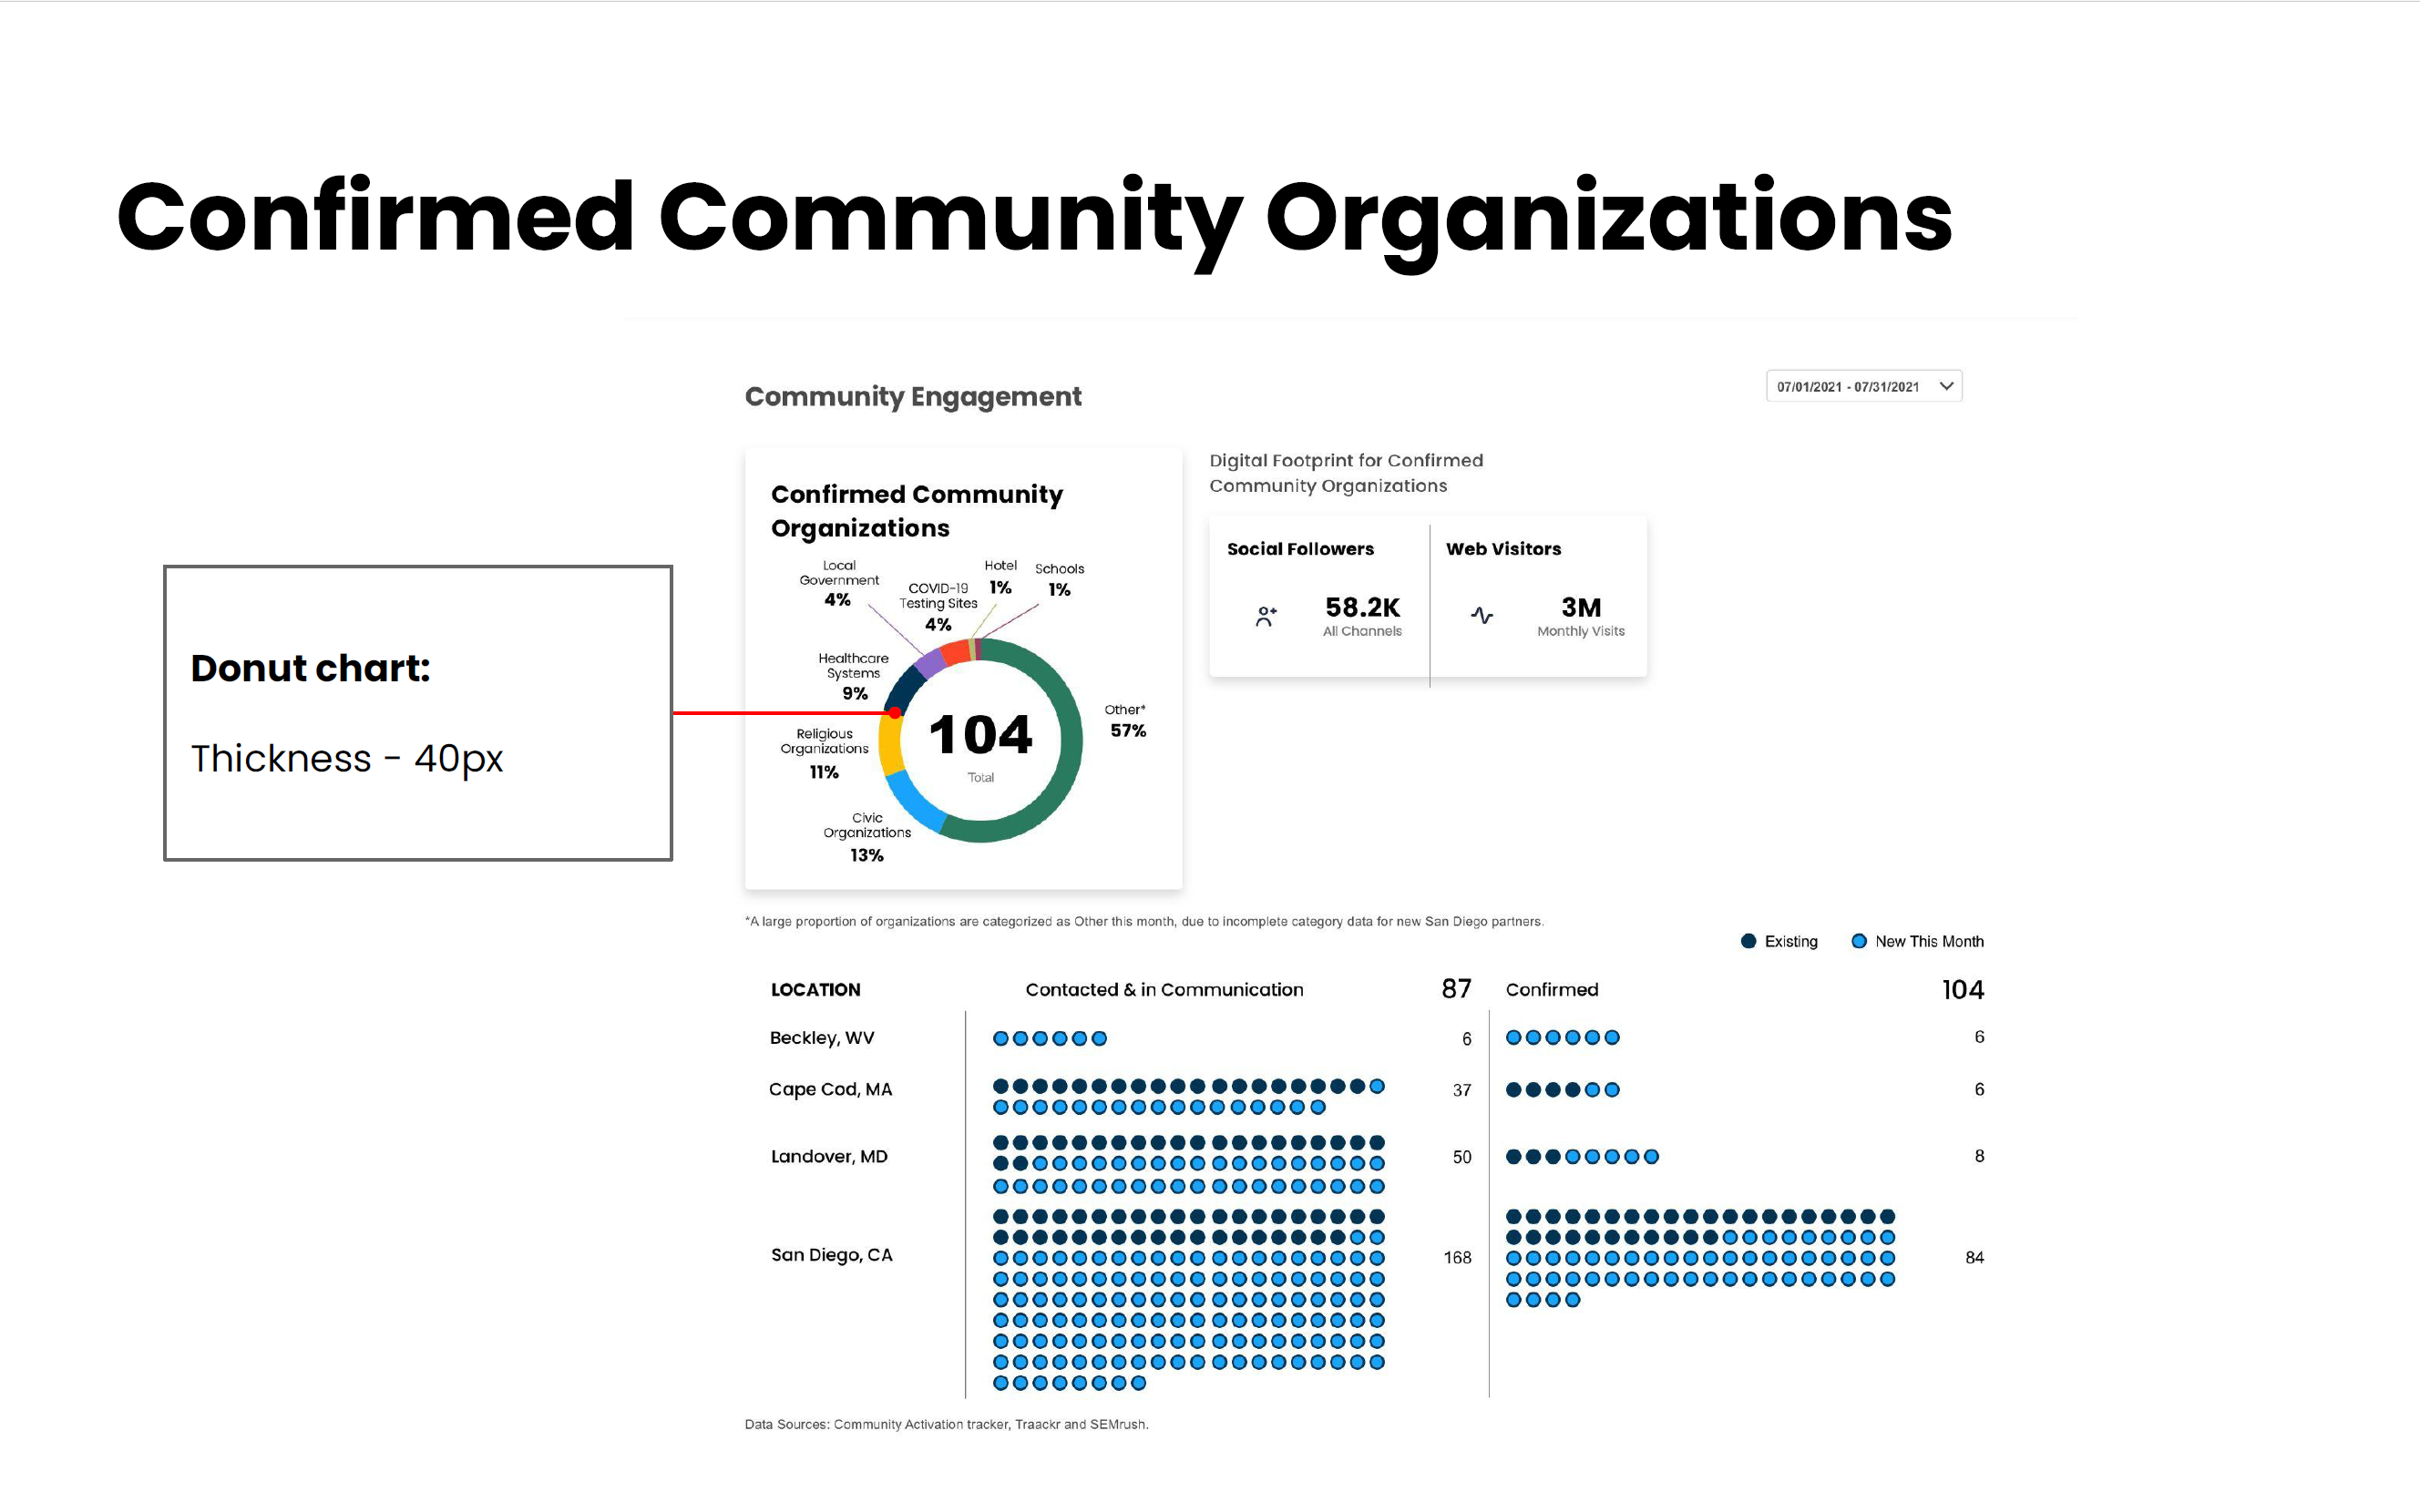 Confirmed Community Organizations
Community Engagement
07/01/2021 - 07/31/2021
Confirmed Community
Organizations
Local
Government
4%
COVID-19
Testing Sites
4%
Hotel
1%
Schools
1%
Healthcare
Systems
9%
Religious
Organizations
11%
Civic
Organizations
13%
Other*
57%
104
Total
Digital Footprint for Confirmed
Community Organizations
Social Followers
58.2K
All Channels
Web Visitors
3M
Monthly Visits
Donut chart:
Thickness - 40px
*A large proportion of organizations are categorized as Other this month, due to incomplete category data for new San Diego partners.
Existing New This Month
LOCATION Contacted & in Communication 87 Confirmed 104
Beckley, WV 6 6
Cape Cod, MA 37 6
Landover, MD 50 8
San Diego, CA 168 84
Data Sources: Community Activation tracker, Traackr and SEMrush.